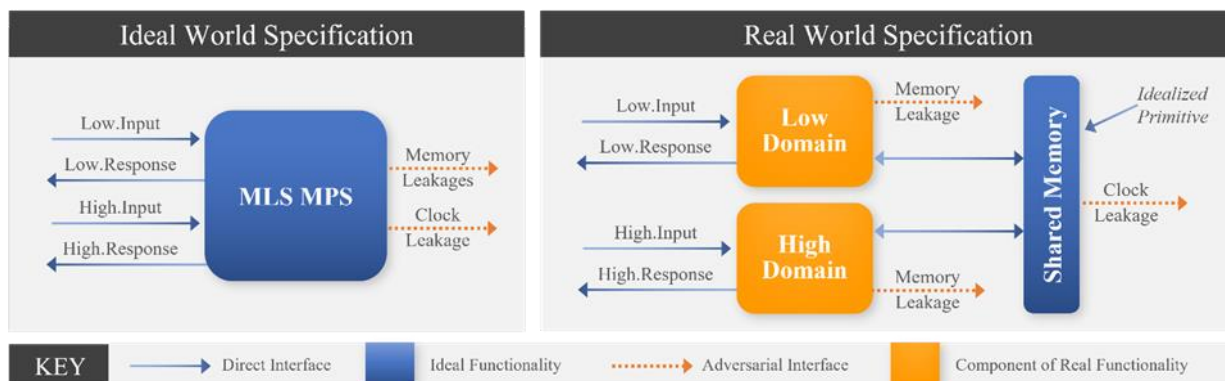 Ideal World Specification
Low.Input
Low.Response
High.Input
High.Response
MLS MPS
Memory
Leakages
Clock
Leakage
Real World Specification
Low.Input
Low.Response
Low
Domain
Memory
Leakage
High.Input
High.Response
High
Domain
Memory
Leakage
Shared Memory
Idealized
Primitive
Clock
Leakage
KEY
Direct Interface
Ideal Functionality
Adversarial Interface
Component of Real Functionality